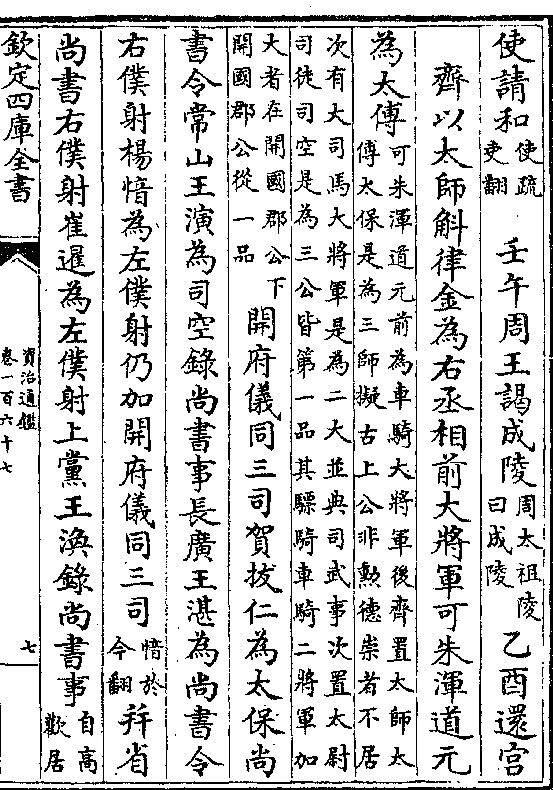 使請和使疏吏翻 壬午周王謁成陵周太祖陵曰成陵乙酉還宫
齊以太師斛律金為右丞相前大將軍可朱渾道元
為太傅可朱渾道元前為車騎大將軍後齊置太師太傅太保是為三師擬古上公非勲德崇者不居
次有大司馬大將軍是為二大並典司武事次置太尉司徒司空是為三公皆第一品其驃騎車騎二將軍加
大者在開國郡公下開國郡公從一品開府儀同三司賀拔仁為太保尚
書令常山王演為司空錄尚書事長廣王湛為尚書令
右僕射楊愔為左僕射仍加開府儀同三司愔於今翻幷省
尚書右僕射崔暹為左僕射上黨王渙錄尚書事自高歡居
欽定四庫全書
資治通鑑
卷一百六十七
七